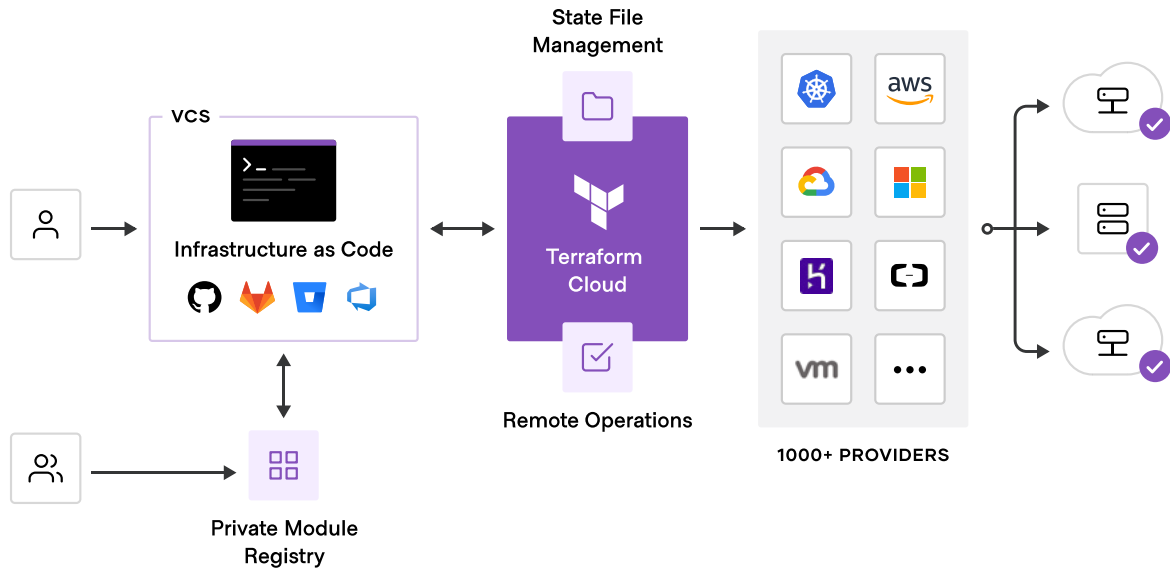 State File
Management
VCS
Infrastructure as Code
Terraform
Cloud
Remote Operations
aws
vm
1000+ PROVIDERS
Private Module
Registry